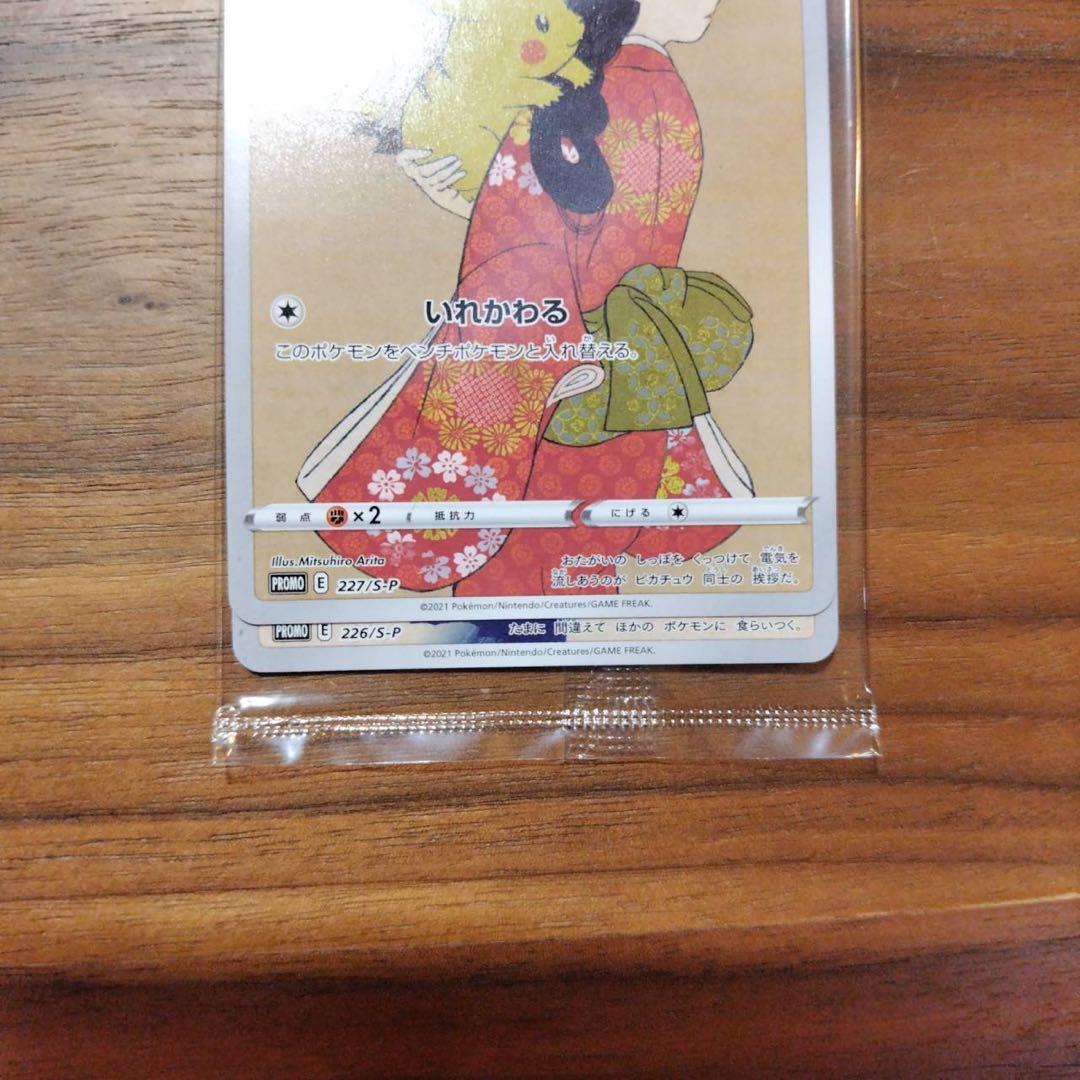 いれかわる
このポケモンをベンチポケモンと入れ替える。
弱点 ×2 抵抗力 にげる
Illus. Mitsuhiro Arita
おたがいの しっぽを くっつけて 電気を
流しあうのが ピカチュウ 同士の 挨拶だ。
PROMO E 227/S-P
©2021 Pokémon/Nintendo/Creatures/GAME FREAK.
PROMO E 226/S-P
たまに 間違えて ほかの ポケモンに 食らいつく。
©2021 Pokémon/Nintendo/Creatures/GAME FREAK.